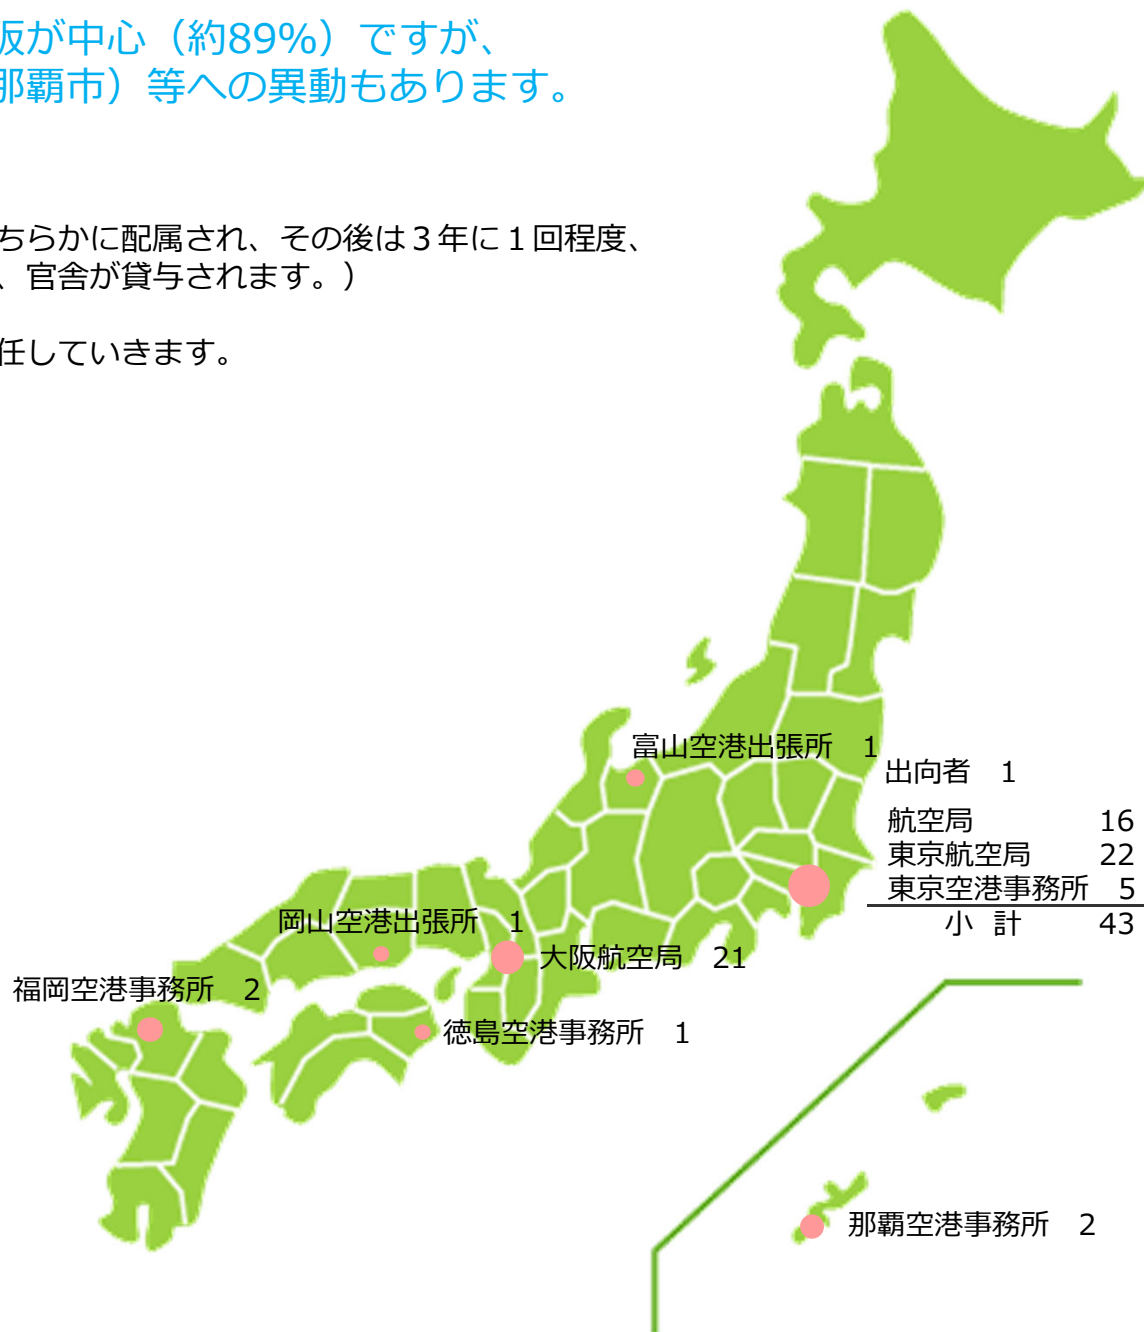 阪が中心（約89%）ですが、
那覇市）等への異動もあります。
ちらかに配属され、その後は３年に１回程度、
、官舎が貸与されます。）
任していきます。
富山空港出張所　1
出向者　1
航空局　16
東京航空局　22
東京空港事務所　5
小 計　43
岡山空港出張所　1
大阪航空局　21
福岡空港事務所　2
徳島空港事務所　1
那覇空港事務所　2